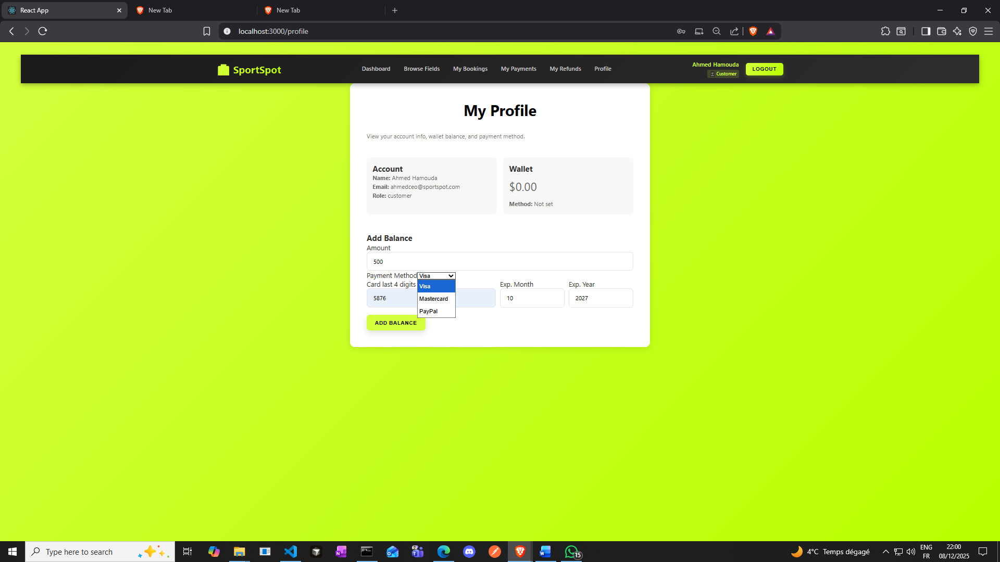 React App
New Tab
New Tab
localhost:3000/profile
SportSpot
Dashboard
Browse Fields
My Bookings
My Payments
My Refunds
Profile
Ahmed Hamouda
Customer
LOGOUT
My Profile
View your account info, wallet balance, and payment method.
Account
Name: Ahmed Hamouda
Email: ahmedceo@sportspot.com
Role: customer
Wallet
$0.00
Method: Not set
Add Balance
Amount
500
Payment Method Visa
Visa
Mastercard
PayPal
Card last 4 digits
5876
Exp. Month
10
Exp. Year
2027
ADD BALANCE
Type here to search
15
4°C Temps dégagé
ENG
FR
22:00
08/12/2025